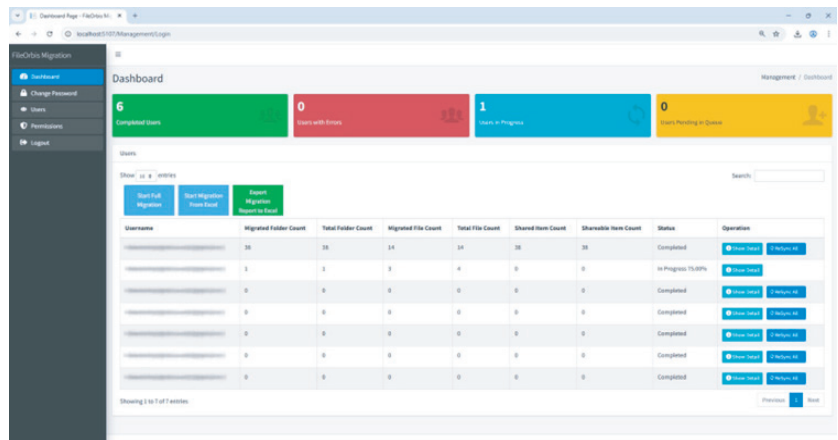 Dashboard Page - FileOrbis Mi
localhost:5107/Management/Login
FileOrbis Migration
Dashboard
Change Password
Users
Permissions
Logout
Dashboard
Management / Dashboard
6
Completed Users
0
Users with Errors
1
Users in Progress
0
Users Pending in Queue
Users
Show 10 entries
Search:
Start Full
Migration
Start Migration
From Excel
Export
Migration
Report to Excel
Username Migrated Folder Count Total Folder Count Migrated File Count Total File Count Shared Item Count Shareable Item Count Status Operation
14 14 Completed Show Detail ReSync All
1 1 3 4 0 0 In Progress 75.00% Show Detail
0 6 0 0 0 0 Completed Show Detail ReSync All
0 0 0 0 0 0 Completed Show Detail ReSync All
0 0 0 0 0 0 Completed Show Detail ReSync All
0 0 0 0 0 0 Completed Show Detail ReSync All
0 0 0 0 0 0 Completed Show Detail ReSync All
Showing 1 to 7 of 7 entries
Previous 1 Next